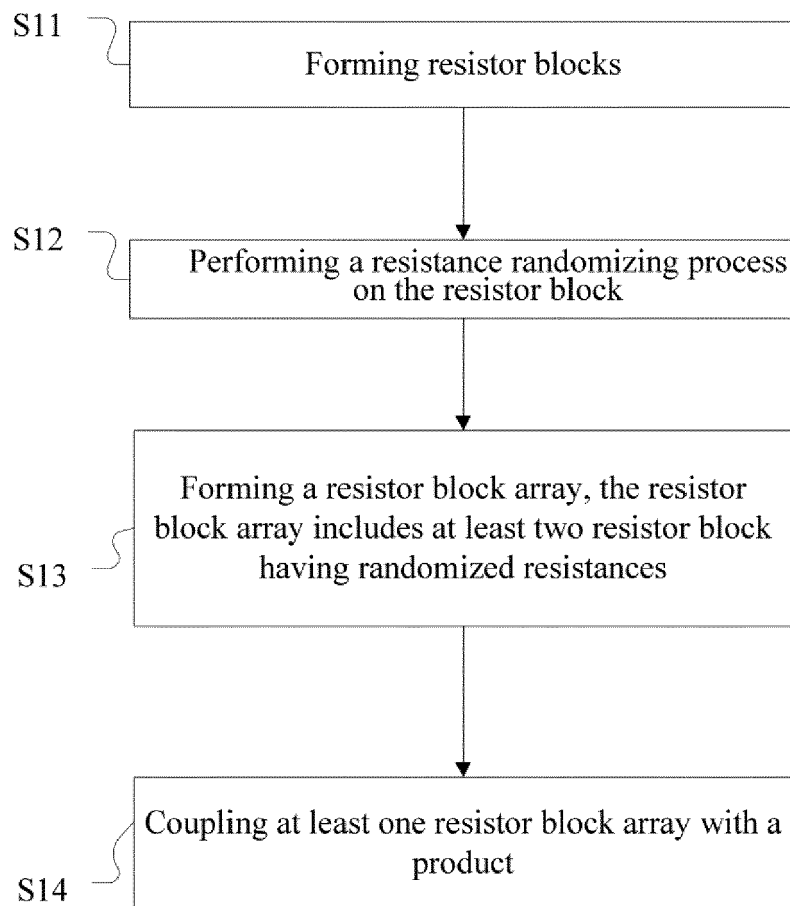 S11
Forming resistor blocks
S12
Performing a resistance randomizing process
on the resistor block
Forming a resistor block array, the resistor
block array includes at least two resistor block
having randomized resistances
S13
Coupling at least one resistor block array with a
product
S14